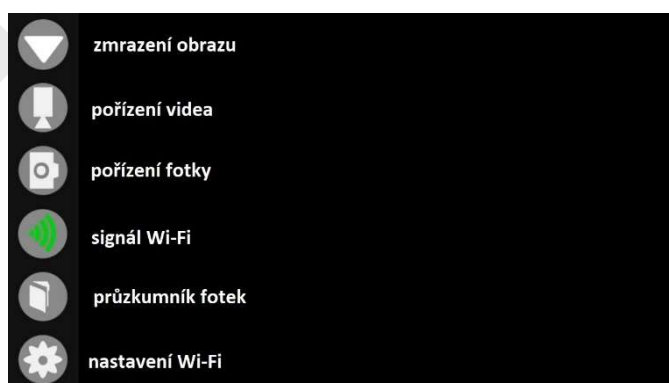 zmrazení obrazu
pořízení videa
pořízení fotky
signál Wi-Fi
průzkumník fotek
nastavení Wi-Fi